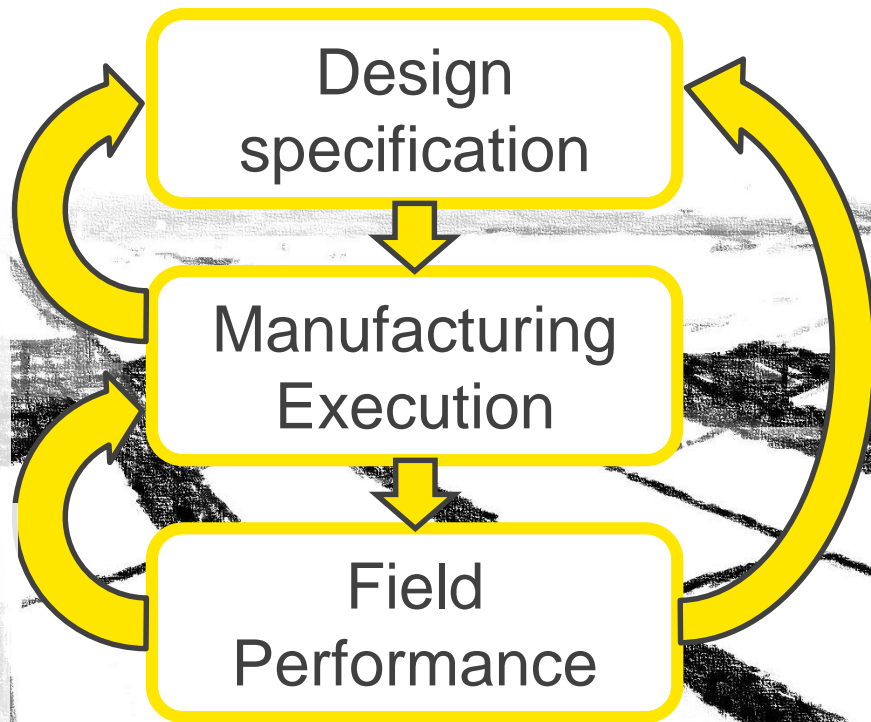 Design
specification
Manufacturing
Execution
Field
Performance